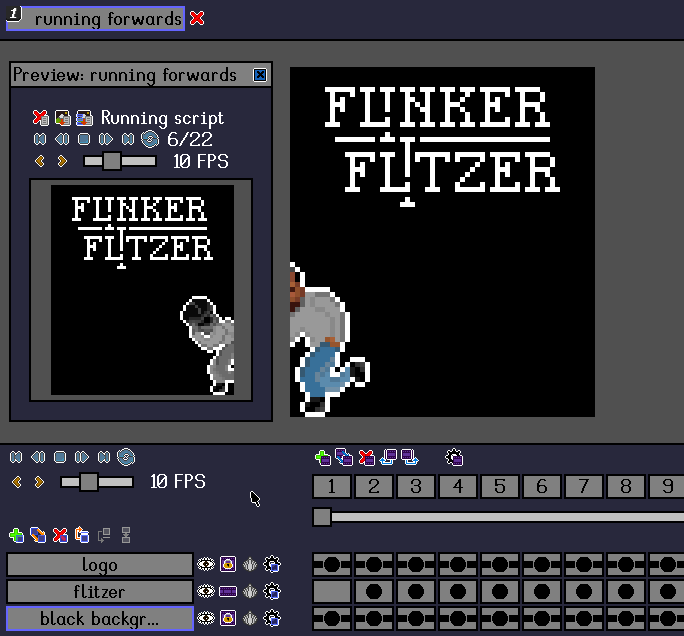 1 running forwards
Preview: running forwards
Running script
6/22
10 FPS
FUNKER
FLITZER
FUNKER
FLITZER
10 FPS
1 2 3 4 5 6 7 8 9
logo
flitzer
black backgr...